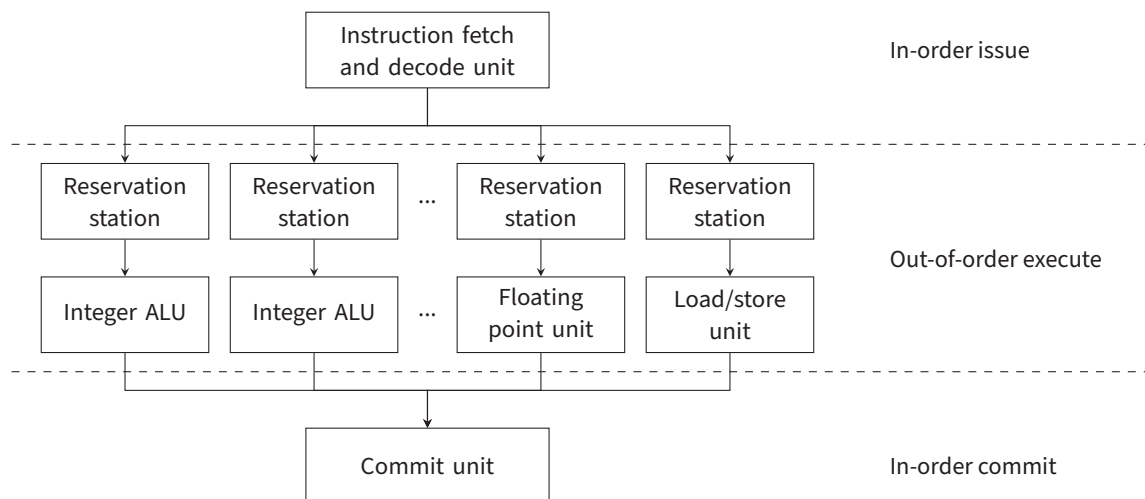 Instruction fetch
and decode unit
In-order issue
Reservation
station
Reservation
station
...
Reservation
station
Reservation
station
Out-of-order execute
Integer ALU
Integer ALU
...
Floating
point unit
Load/store
unit
Commit unit
In-order commit